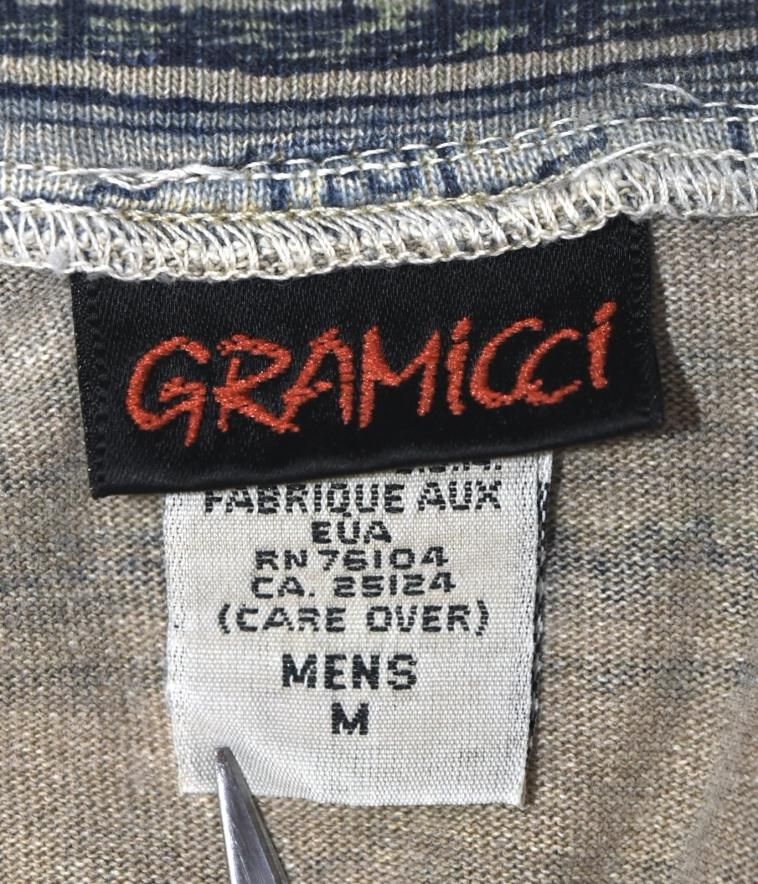 GRAMiCCi
FABRIQUE AUX
EUA
RN 76104
CA. 25124
(CARE OVER)
MENS
M